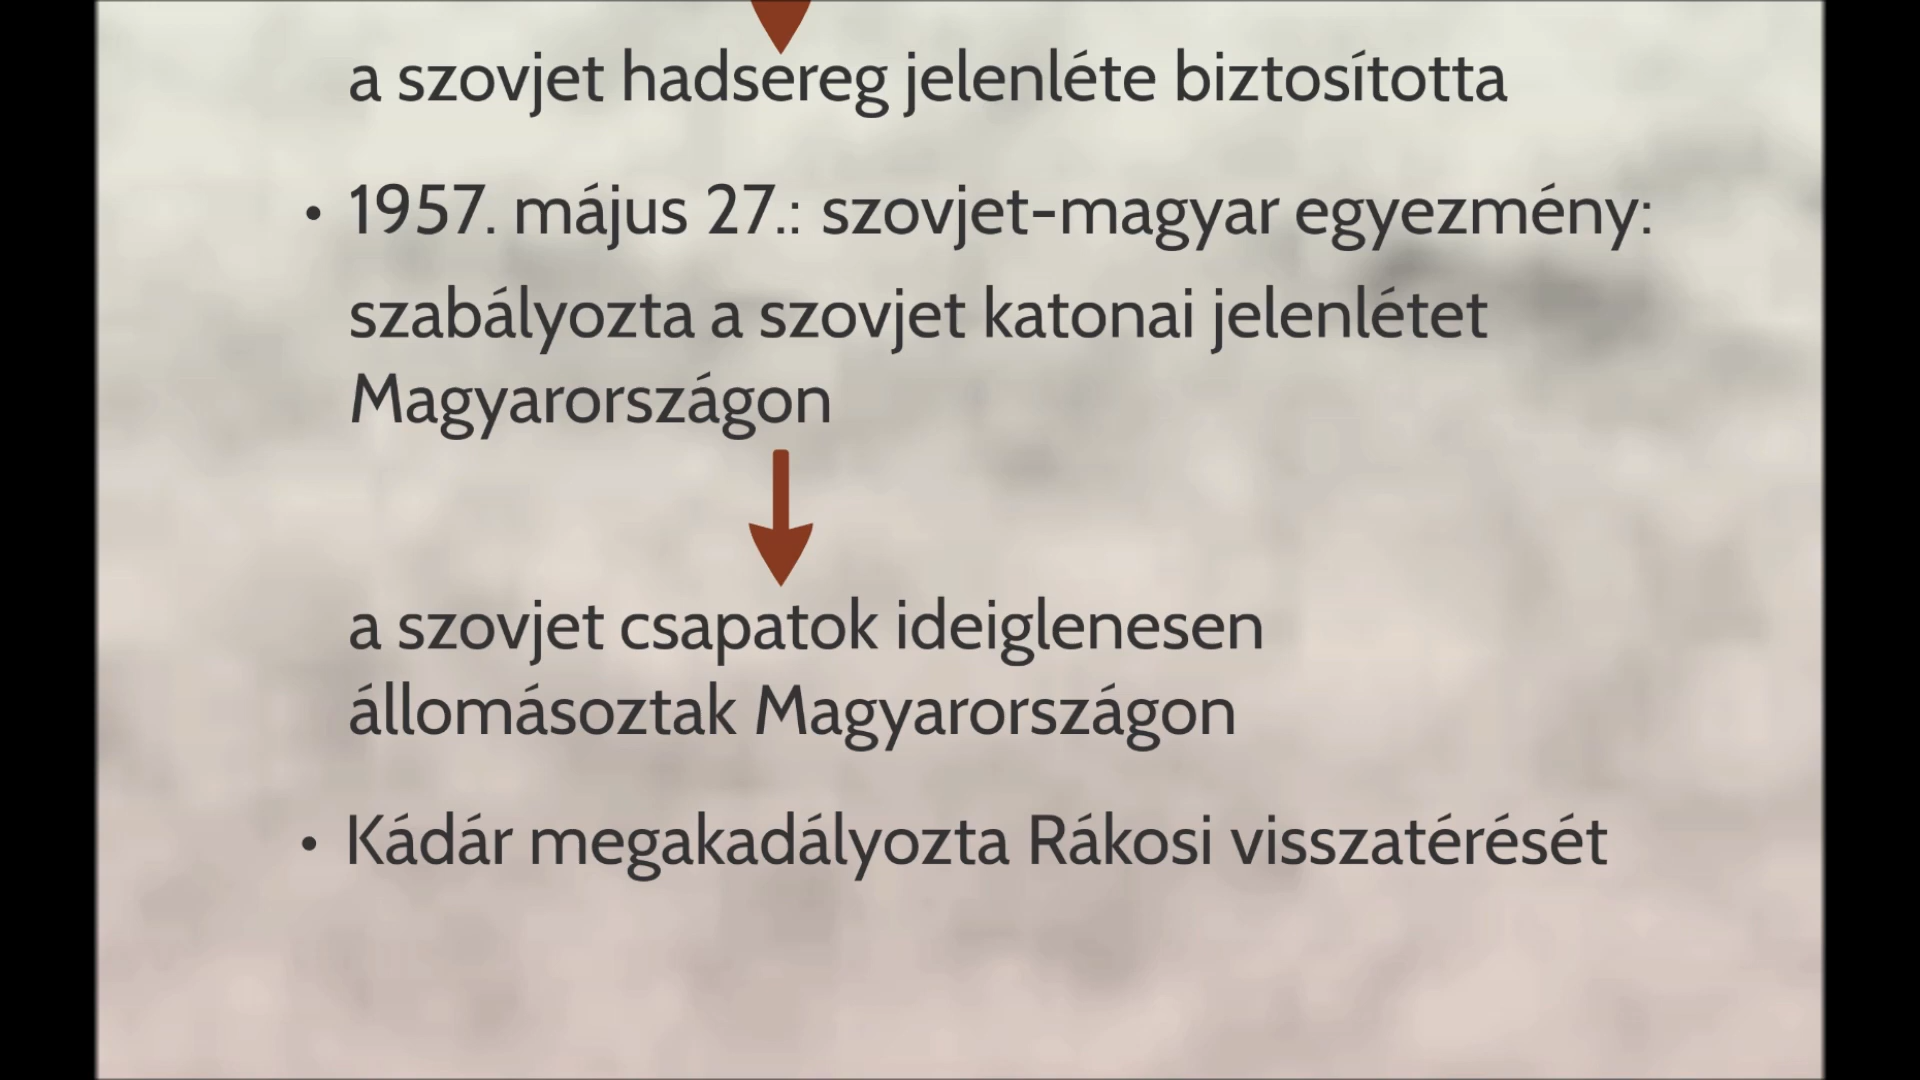 a szovjet hadsereg jelenléte biztosította
• 1957. május 27.: szovjet-magyar egyezmény:
szabályozta a szovjet katonai jelenlétet
Magyarországon
a szovjet csapatok ideiglenesen
állomásoztak Magyarországon
• Kádár megakadályozta Rákosi visszatérését